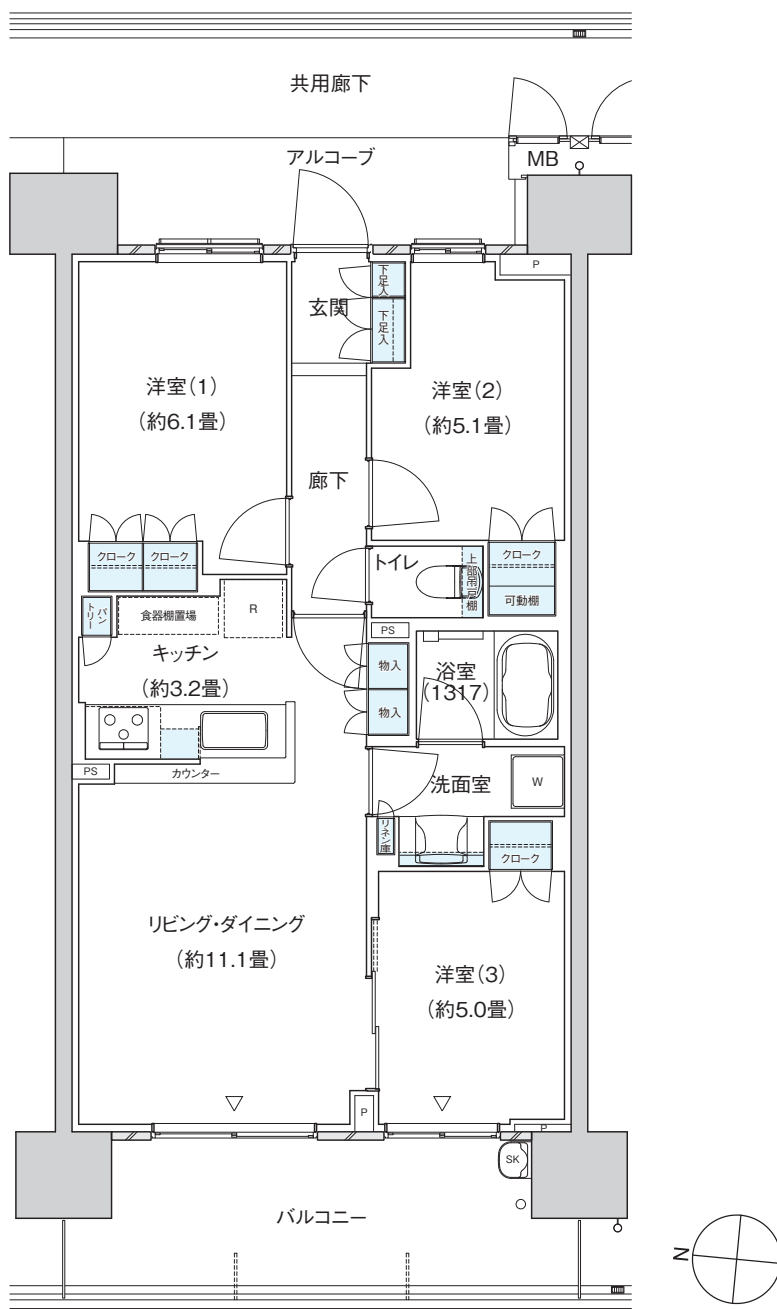 共用廊下
アルコーブ
MB
P
下足入
玄関
下足入
洋室(1)
(約6.1畳)
洋室(2)
(約5.1畳)
廊下
クローク
クローク
トイレ
上部吊戸棚
クローク
可動棚
パントリー
食器棚置場
R
PS
キッチン
(約3.2畳)
物入
物入
浴室
(1317)
PS
カウンター
洗面室
W
リネン庫
クローク
リビング・ダイニング
(約11.1畳)
洋室(3)
(約5.0畳)
P
P
SK
バルコニー
N